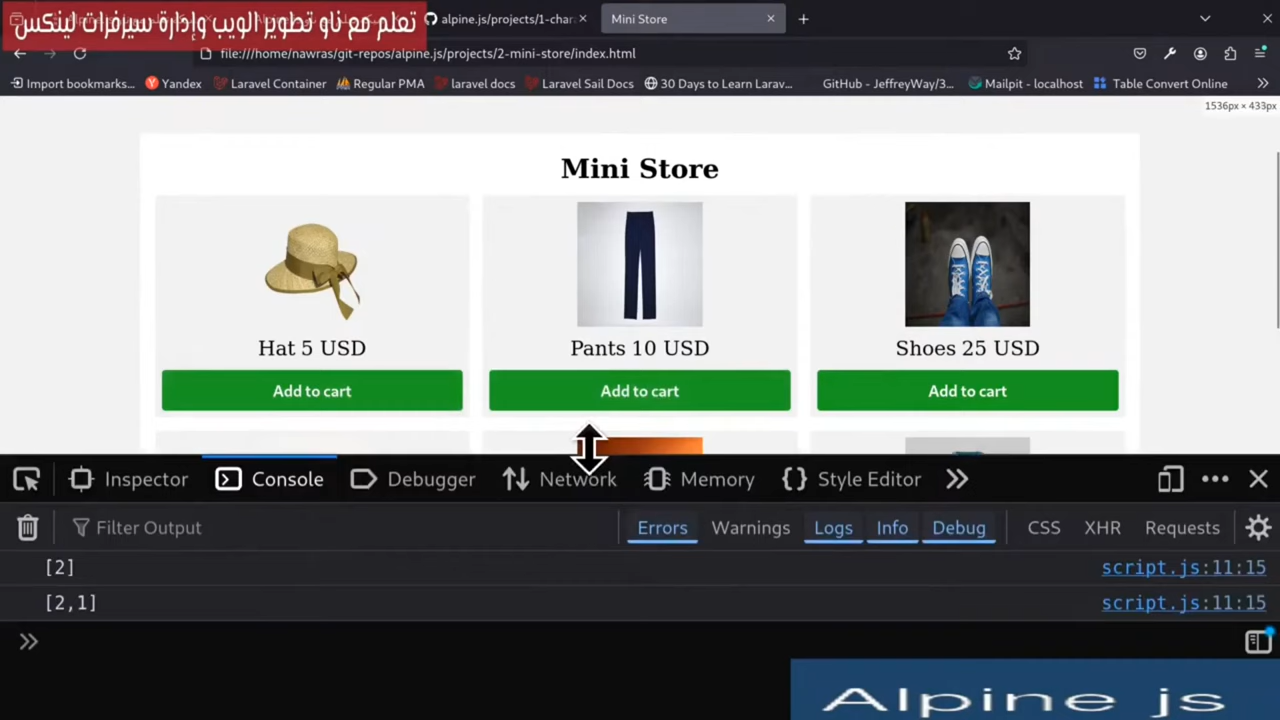 تعلم مع ناو تطوير الويب وإدارة سيرفرات لينكس
alpine.js/projects/1-char
Mini Store
file:///home/nawras/git-repos/alpine.js/projects/2-mini-store/index.html
Import bookmarks... Yandex Laravel Container Regular PMA laravel docs Laravel Sail Docs 30 Days to Learn Larav... GitHub - JeffreyWay/3... Mailpit - localhost Table Convert Online
1536px × 433px
Mini Store
Hat 5 USD Pants 10 USD Shoes 25 USD
Add to cart Add to cart Add to cart
Inspector Console Debugger Network Memory Style Editor
Filter Output Errors Warnings Logs Info Debug CSS XHR Requests
[2] script.js:11:15
[2,1] script.js:11:15
Alpine js